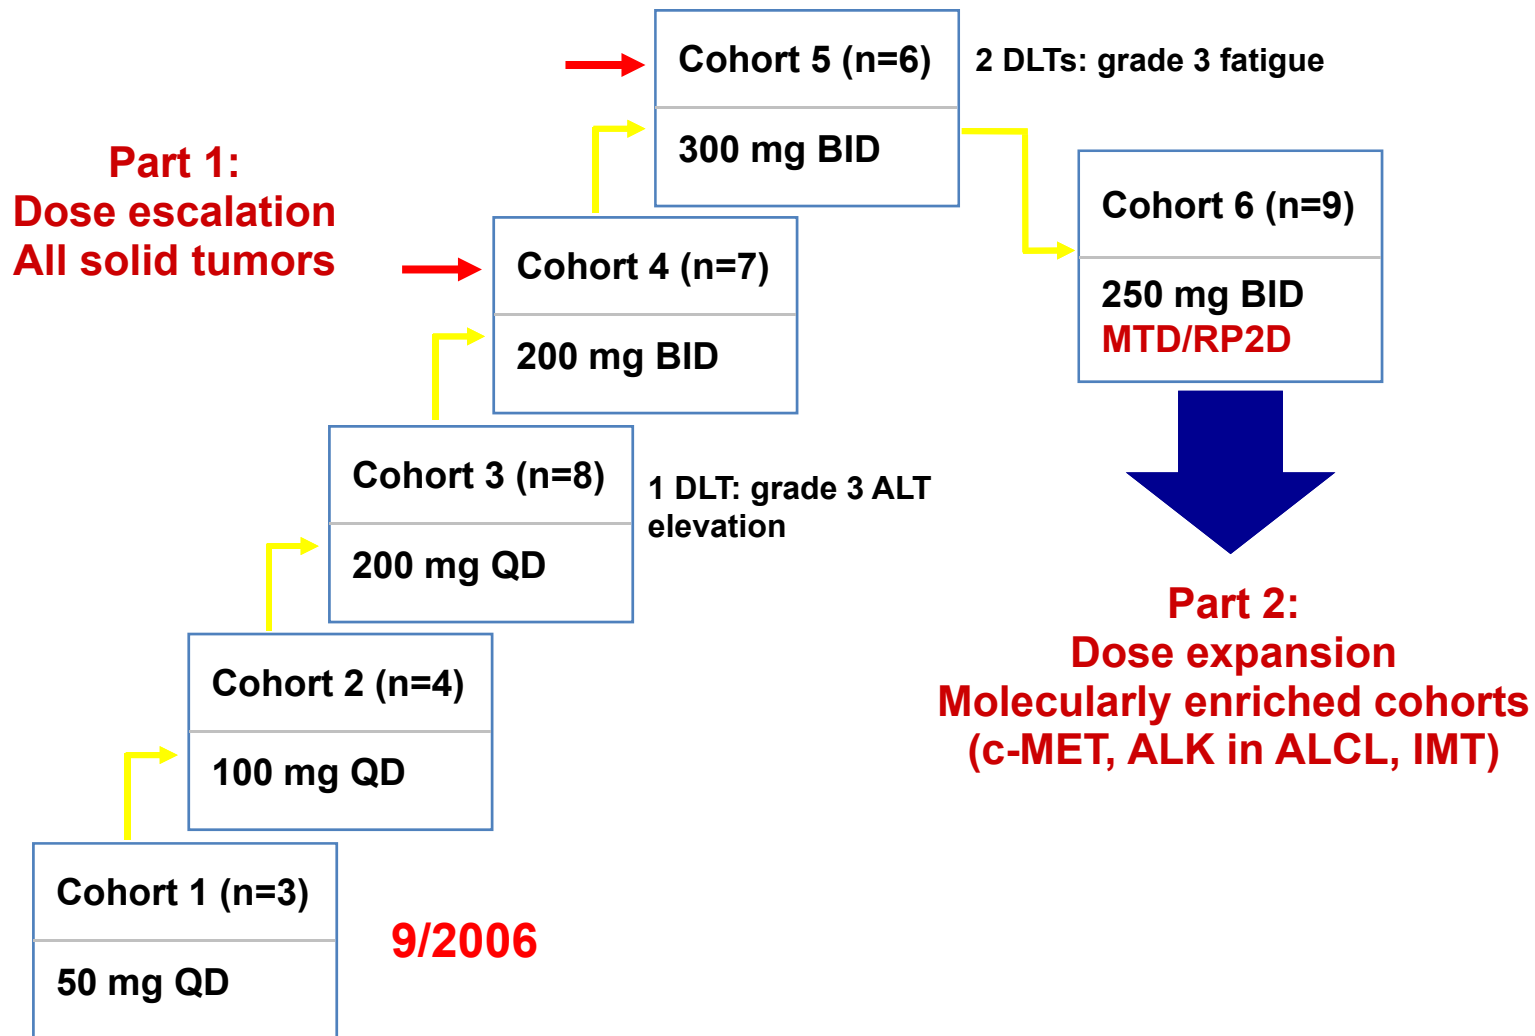 Cohort 5 (n=6)
300 mg BID
2 DLTs: grade 3 fatigue
Part 1:
Dose escalation
All solid tumors
Cohort 6 (n=9)
250 mg BID
MTD/RP2D
Cohort 4 (n=7)
200 mg BID
Cohort 3 (n=8)
200 mg QD
1 DLT: grade 3 ALT
elevation
Part 2:
Dose expansion
Molecularly enriched cohorts
(c-MET, ALK in ALCL, IMT)
Cohort 2 (n=4)
100 mg QD
Cohort 1 (n=3)
50 mg QD
9/2006